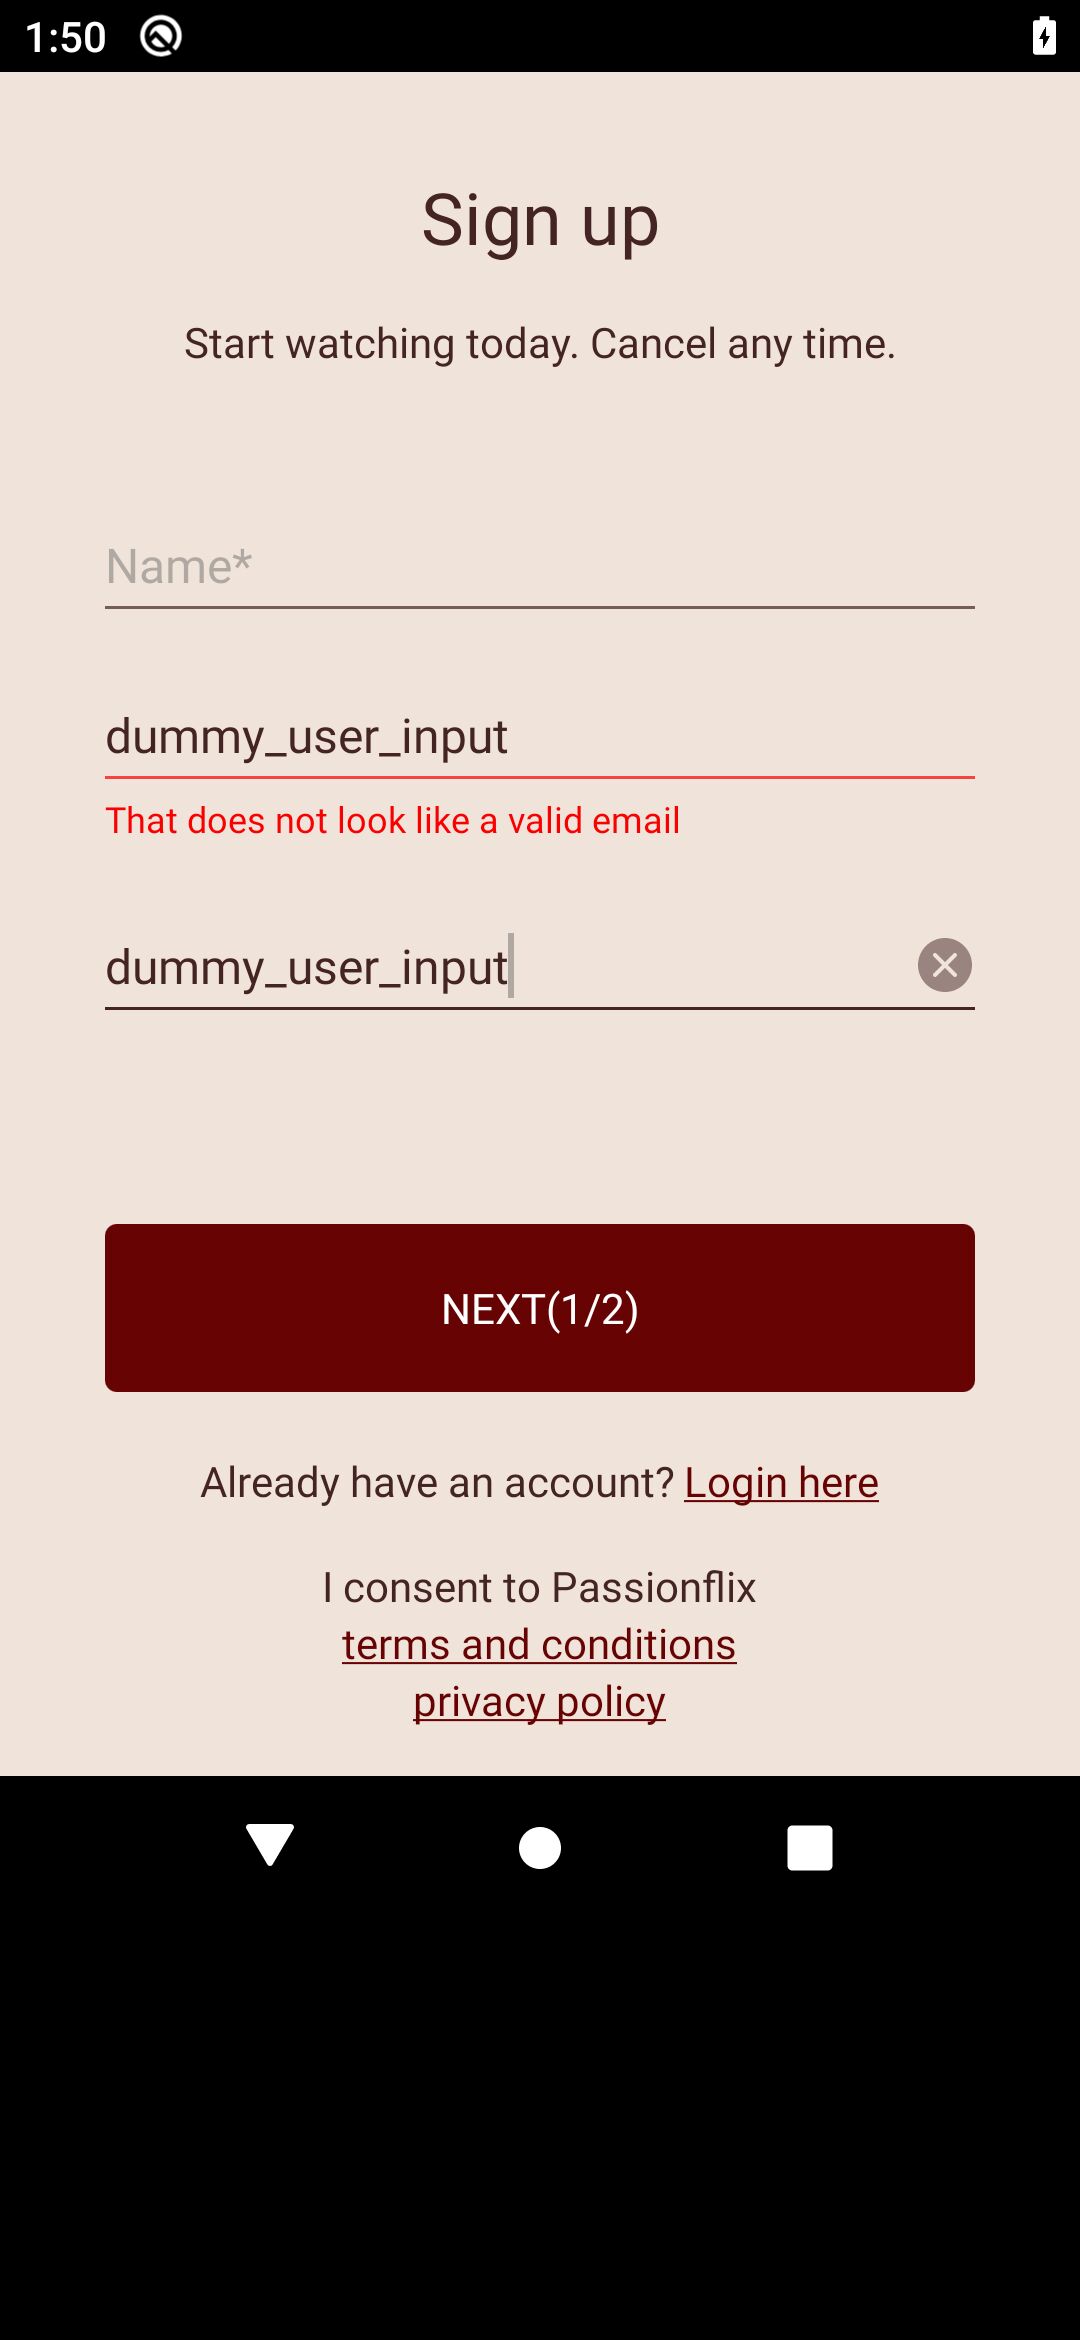 1:50
Sign up
Start watching today. Cancel any time.
Name*
dummy_user_input
That does not look like a valid email
dummy_user_input
NEXT(1/2)
Already have an account? Login here
I consent to Passionflix
terms and conditions
privacy policy